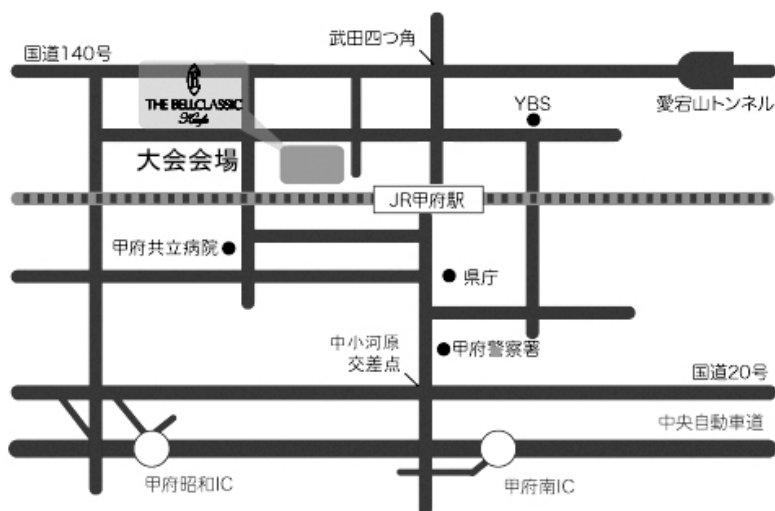 武田四つ角
国道140号
THE BELLCLASSIC
Kofu
YBS
愛宕山トンネル
大会会場
JR甲府駅
甲府共立病院
県庁
中小河原
交差点
甲府警察署
国道20号
中央自動車道
甲府昭和IC
甲府南IC